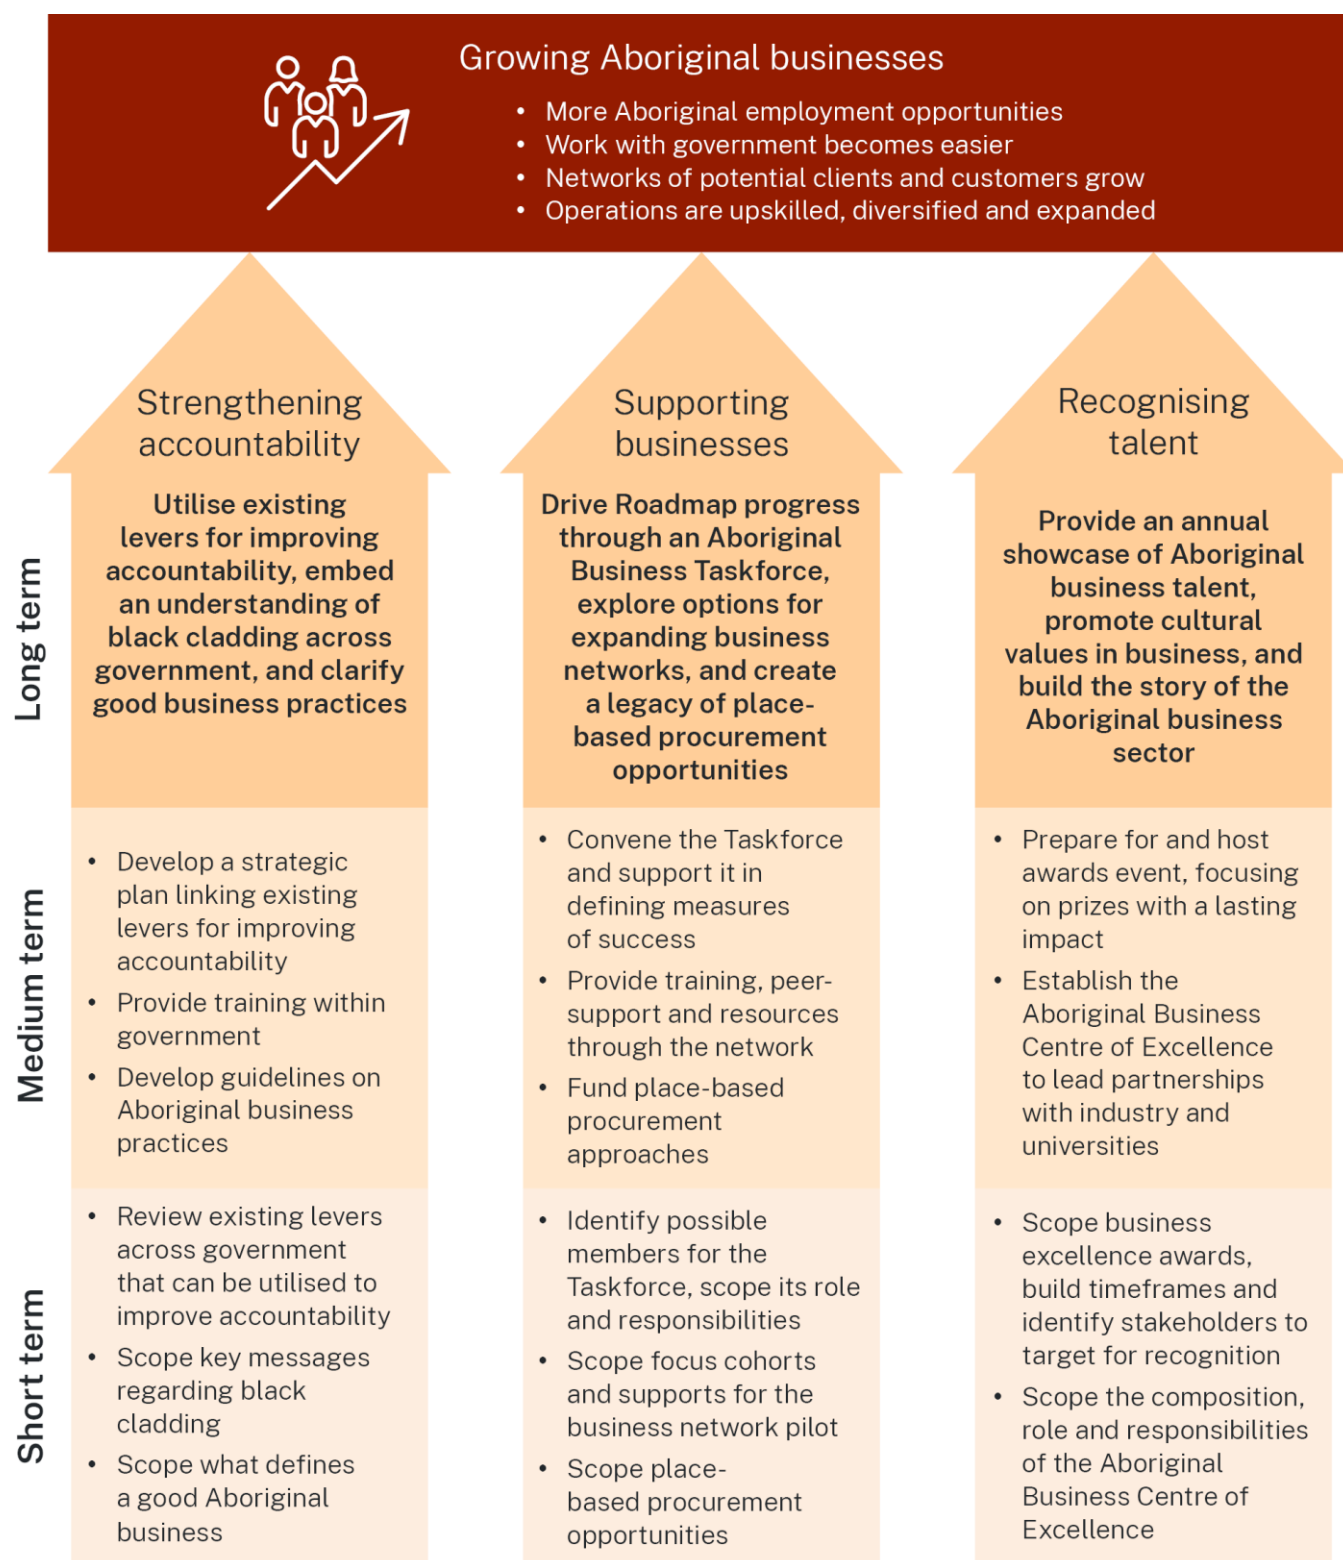 Growing Aboriginal businesses
• More Aboriginal employment opportunities
• Work with government becomes easier
• Networks of potential clients and customers grow
• Operations are upskilled, diversified and expanded
Strengthening
accountability
Supporting
businesses
Recognising
talent
Long term
Utilise existing
levers for improving
accountability, embed
an understanding of
black cladding across
government, and clarify
good business practices
Drive Roadmap progress
through an Aboriginal
Business Taskforce,
explore options for
expanding business
networks, and create
a legacy of place-
based procurement
opportunities
Provide an annual
showcase of Aboriginal
business talent,
promote cultural
values in business, and
build the story of the
Aboriginal business
sector
Medium term
• Develop a strategic
plan linking existing
levers for improving
accountability
• Provide training within
government
• Develop guidelines on
Aboriginal business
practices
• Convene the Taskforce
and support it in
defining measures
of success
• Provide training, peer-
support and resources
through the network
• Fund place-based
procurement
approaches
• Prepare for and host
awards event, focusing
on prizes with a lasting
impact
• Establish the
Aboriginal Business
Centre of Excellence
to lead partnerships
with industry and
universities
Short term
• Review existing levers
across government
that can be utilised to
improve accountability
• Scope key messages
regarding black
cladding
• Scope what defines
a good Aboriginal
business
• Identify possible
members for the
Taskforce, scope its role
and responsibilities
• Scope focus cohorts
and supports for the
business network pilot
• Scope place-
based procurement
opportunities
• Scope business
excellence awards,
build timeframes and
identify stakeholders to
target for recognition
• Scope the composition,
role and responsibilities
of the Aboriginal
Business Centre of
Excellence